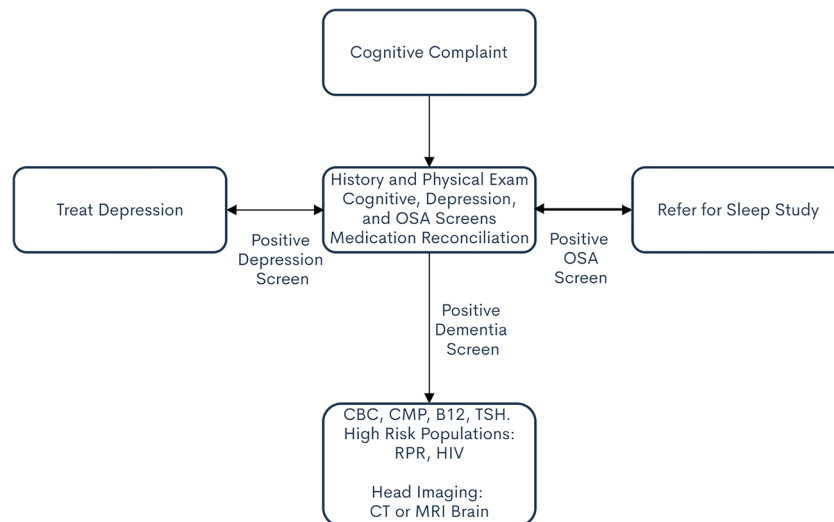 Cognitive Complaint
Treat Depression
History and Physical Exam
Cognitive, Depression,
and OSA Screens
Medication Reconciliation
Refer for Sleep Study
Positive
Depression
Screen
Positive
OSA
Screen
Positive
Dementia
Screen
CBC, CMP, B12, TSH.
High Risk Populations:
RPR, HIV
Head Imaging:
CT or MRI Brain